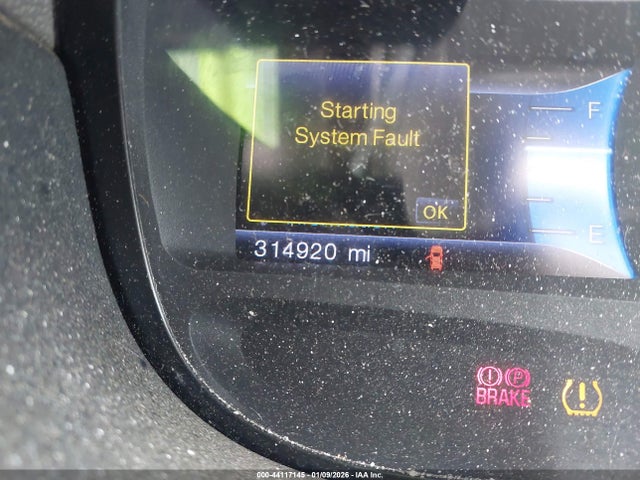 Starting
System Fault
OK
F
E
314920 mi
(!) (P)
BRAKE
(!)
000-44117145 - 01/09/2026 - IAA Inc.